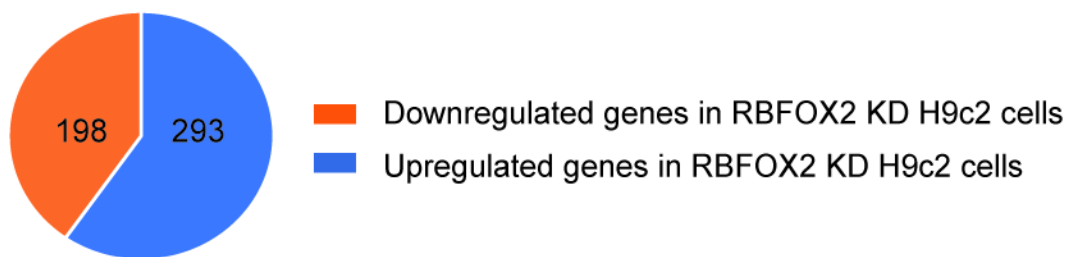 198 293
Downregulated genes in RBFOX2 KD H9c2 cells
Upregulated genes in RBFOX2 KD H9c2 cells